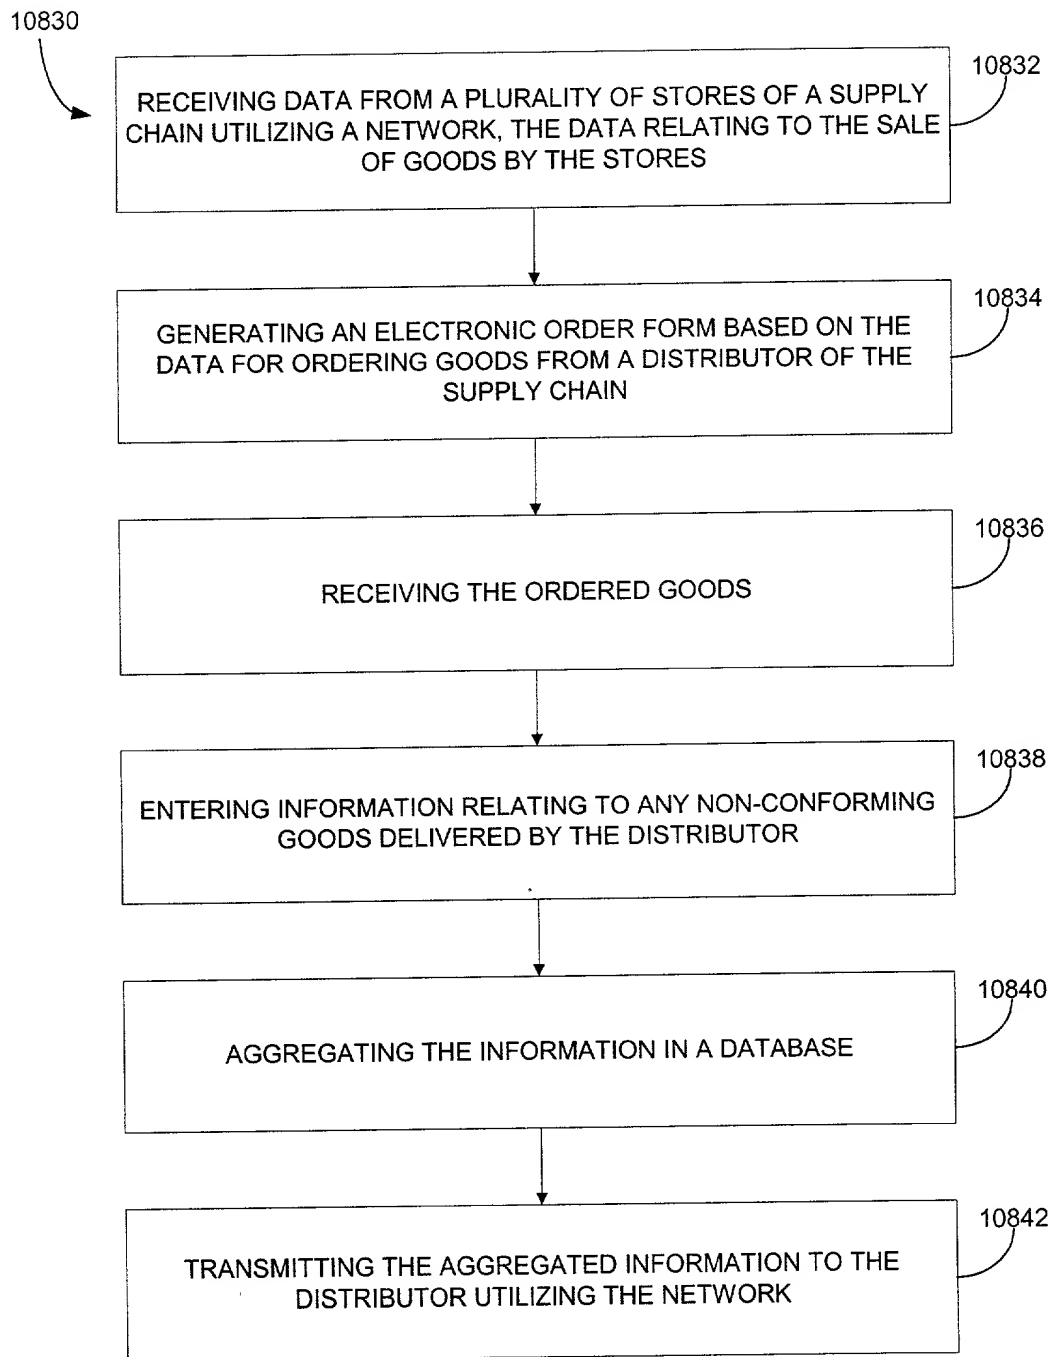 10830
10832
RECEIVING DATA FROM A PLURALITY OF STORES OF A SUPPLY
CHAIN UTILIZING A NETWORK, THE DATA RELATING TO THE SALE
OF GOODS BY THE STORES
10834
GENERATING AN ELECTRONIC ORDER FORM BASED ON THE
DATA FOR ORDERING GOODS FROM A DISTRIBUTOR OF THE
SUPPLY CHAIN
10836
RECEIVING THE ORDERED GOODS
10838
ENTERING INFORMATION RELATING TO ANY NON-CONFORMING
GOODS DELIVERED BY THE DISTRIBUTOR
10840
AGGREGATING THE INFORMATION IN A DATABASE
10842
TRANSMITTING THE AGGREGATED INFORMATION TO THE
DISTRIBUTOR UTILIZING THE NETWORK